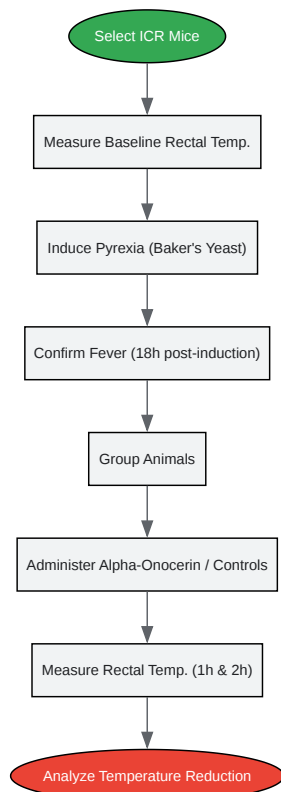 Select ICR Mice
Measure Baseline Rectal Temp.
Induce Pyrexia (Baker's Yeast)
Confirm Fever (18h post-induction)
Group Animals
Administer Alpha-Onocerin / Controls
Measure Rectal Temp. (1h & 2h)
Analyze Temperature Reduction